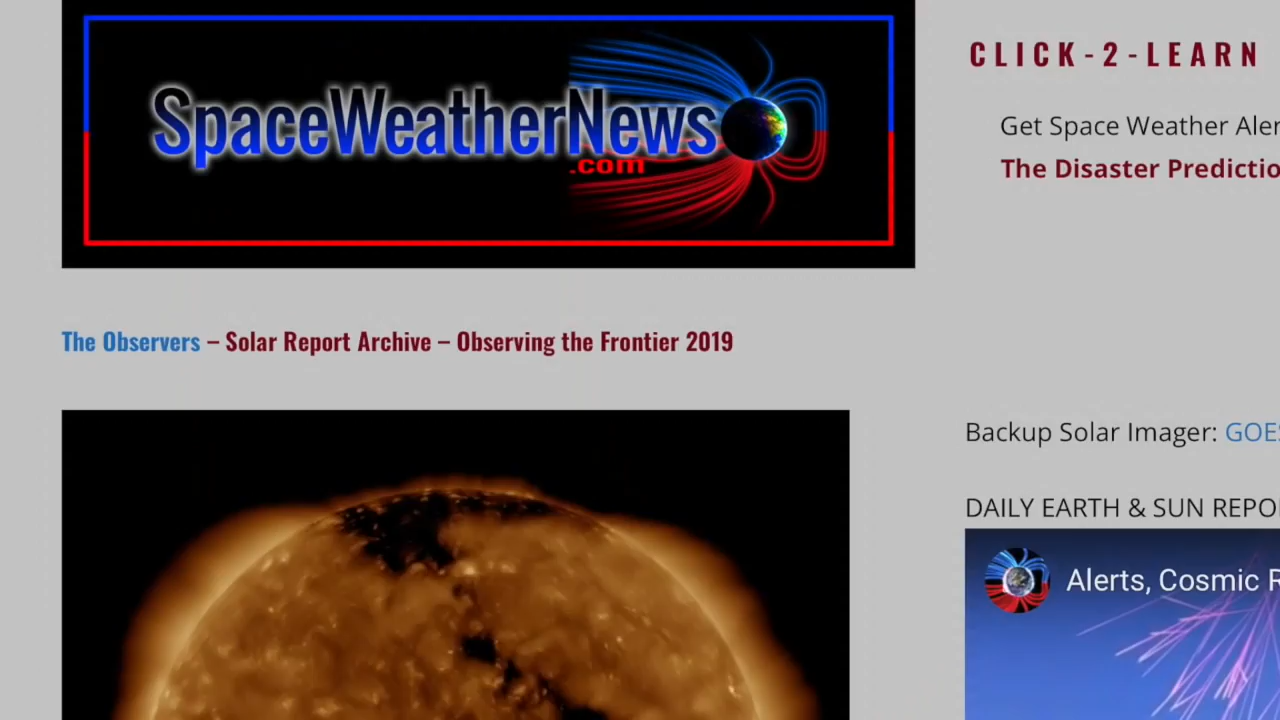 SpaceWeatherNews
.com
CLICK-2-LEARN
Get Space Weather Aler
The Disaster Predictio
The Observers – Solar Report Archive – Observing the Frontier 2019
Backup Solar Imager: GOES
DAILY EARTH & SUN REPO
Alerts, Cosmic R